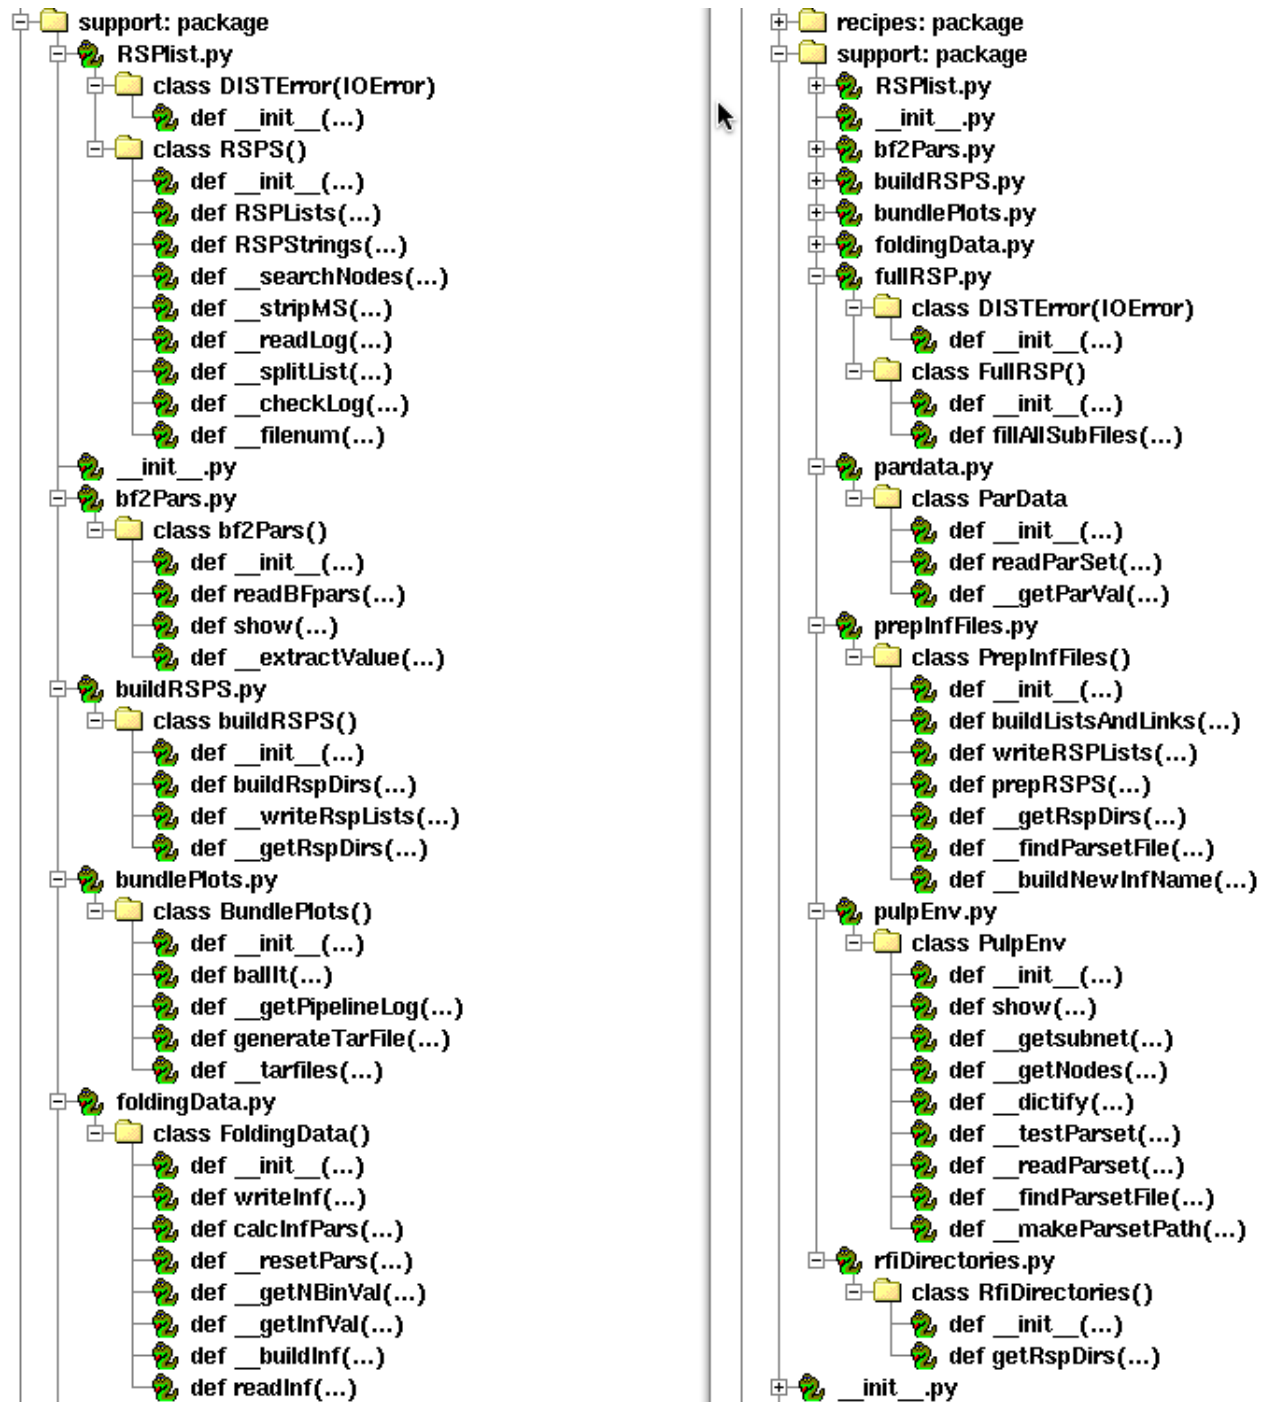 support: package
RSPlist.py
class DISTError(IOError)
def __init__(...)
class RSPS()
def __init__(...)
def RSPLists(...)
def RSPStrings(...)
def __searchNodes(...)
def __stripMS(...)
def __readLog(...)
def __splitList(...)
def __checkLog(...)
def __filenum(...)
__init__.py
bf2Pars.py
class bf2Pars()
def __init__(...)
def readBFpars(...)
def show(...)
def __extractValue(...)
buildRSPS.py
class buildRSPS()
def __init__(...)
def buildRspDirs(...)
def __writeRspLists(...)
def __getRspDirs(...)
bundlePlots.py
class BundlePlots()
def __init__(...)
def ballIt(...)
def __getPipelineLog(...)
def generateTarFile(...)
def __tarfiles(...)
foldingData.py
class FoldingData()
def __init__(...)
def writeInf(...)
def calcInfPars(...)
def __resetPars(...)
def __getNBinVal(...)
def __getInfVal(...)
def __buildInf(...)
def readInf(...)
recipes: package
support: package
RSPlist.py
__init__.py
bf2Pars.py
buildRSPS.py
bundlePlots.py
foldingData.py
fullRSP.py
class DISTError(IOError)
def __init__(...)
class FullRSP()
def __init__(...)
def fillAllSubFiles(...)
pardata.py
class ParData
def __init__(...)
def readParSet(...)
def __getParVal(...)
prepInfFiles.py
class PrepInfFiles()
def __init__(...)
def buildListsAndLinks(...)
def writeRSPLists(...)
def prepRSPS(...)
def __getRspDirs(...)
def __findParsetFile(...)
def __buildNewInfName(...)
pulpEnv.py
class PulpEnv
def __init__(...)
def show(...)
def __getsubnet(...)
def __getNodes(...)
def __dictify(...)
def __testParset(...)
def __readParset(...)
def __findParsetFile(...)
def __makeParsetPath(...)
rfiDirectories.py
class RfiDirectories()
def __init__(...)
def getRspDirs(...)
__init__.py